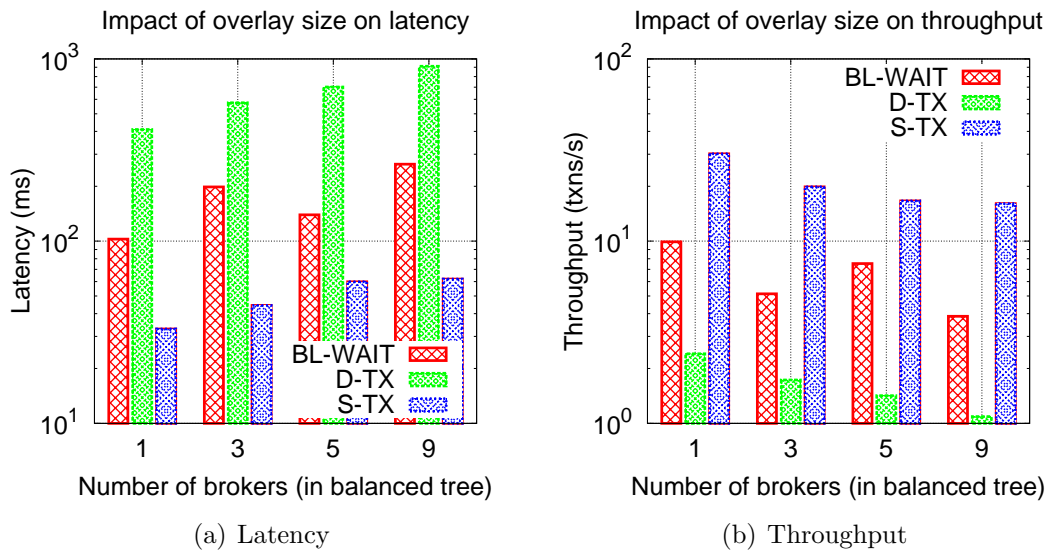 Impact of overlay size on latency
10^3
10^2
10^1
Latency (ms)
BL-WAIT
D-TX
S-TX
1 3 5 9
Number of brokers (in balanced tree)
(a) Latency
Impact of overlay size on throughput
10^2
10^1
10^0
Throughput (txns/s)
BL-WAIT
D-TX
S-TX
1 3 5 9
Number of brokers (in balanced tree)
(b) Throughput